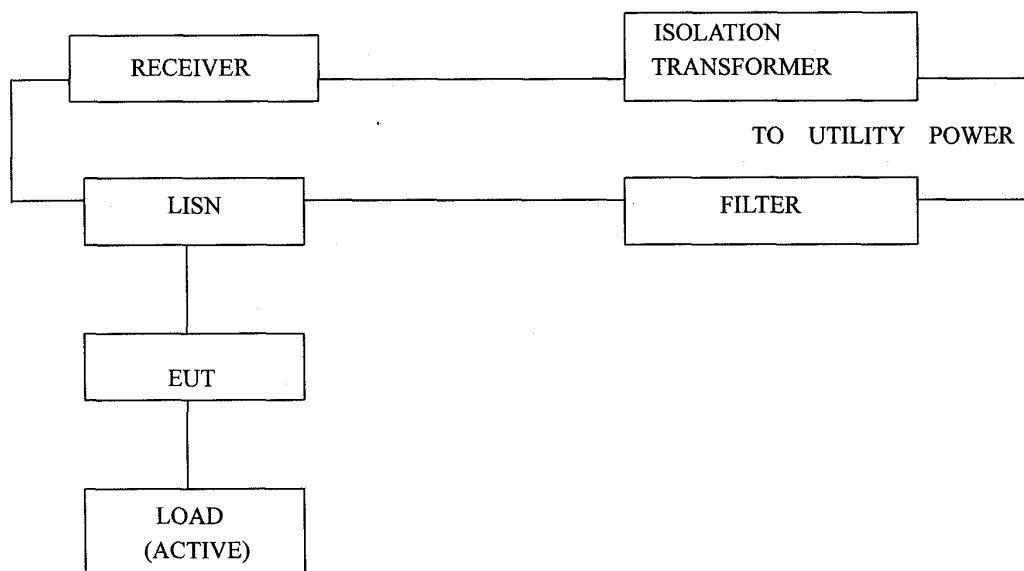 RECEIVER
ISOLATION
TRANSFORMER
TO UTILITY POWER
LISN
FILTER
EUT
LOAD
(ACTIVE)